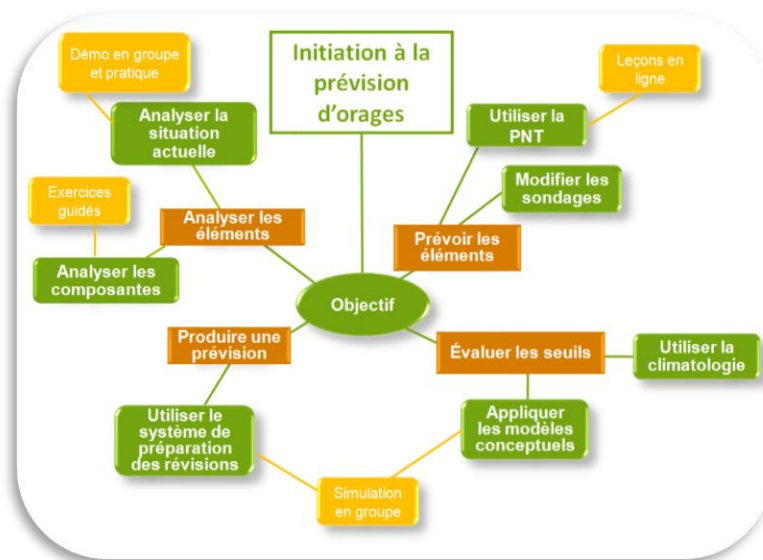 Initiation à la
prévision
d'orages
Démo en groupe
et pratique
Analyser la
situation
actuelle
Exercices
guidés
Analyser les
éléments
Analyser les
composantes
Leçons en
ligne
Utiliser la
PNT
Modifier les
sondages
Prévoir les
éléments
Objectif
Produire une
prévision
Évaluer les seuils
Utiliser la
climatologie
Utiliser le
système de
préparation
des révisions
Appliquer
les modèles
conceptuels
Simulation
en groupe